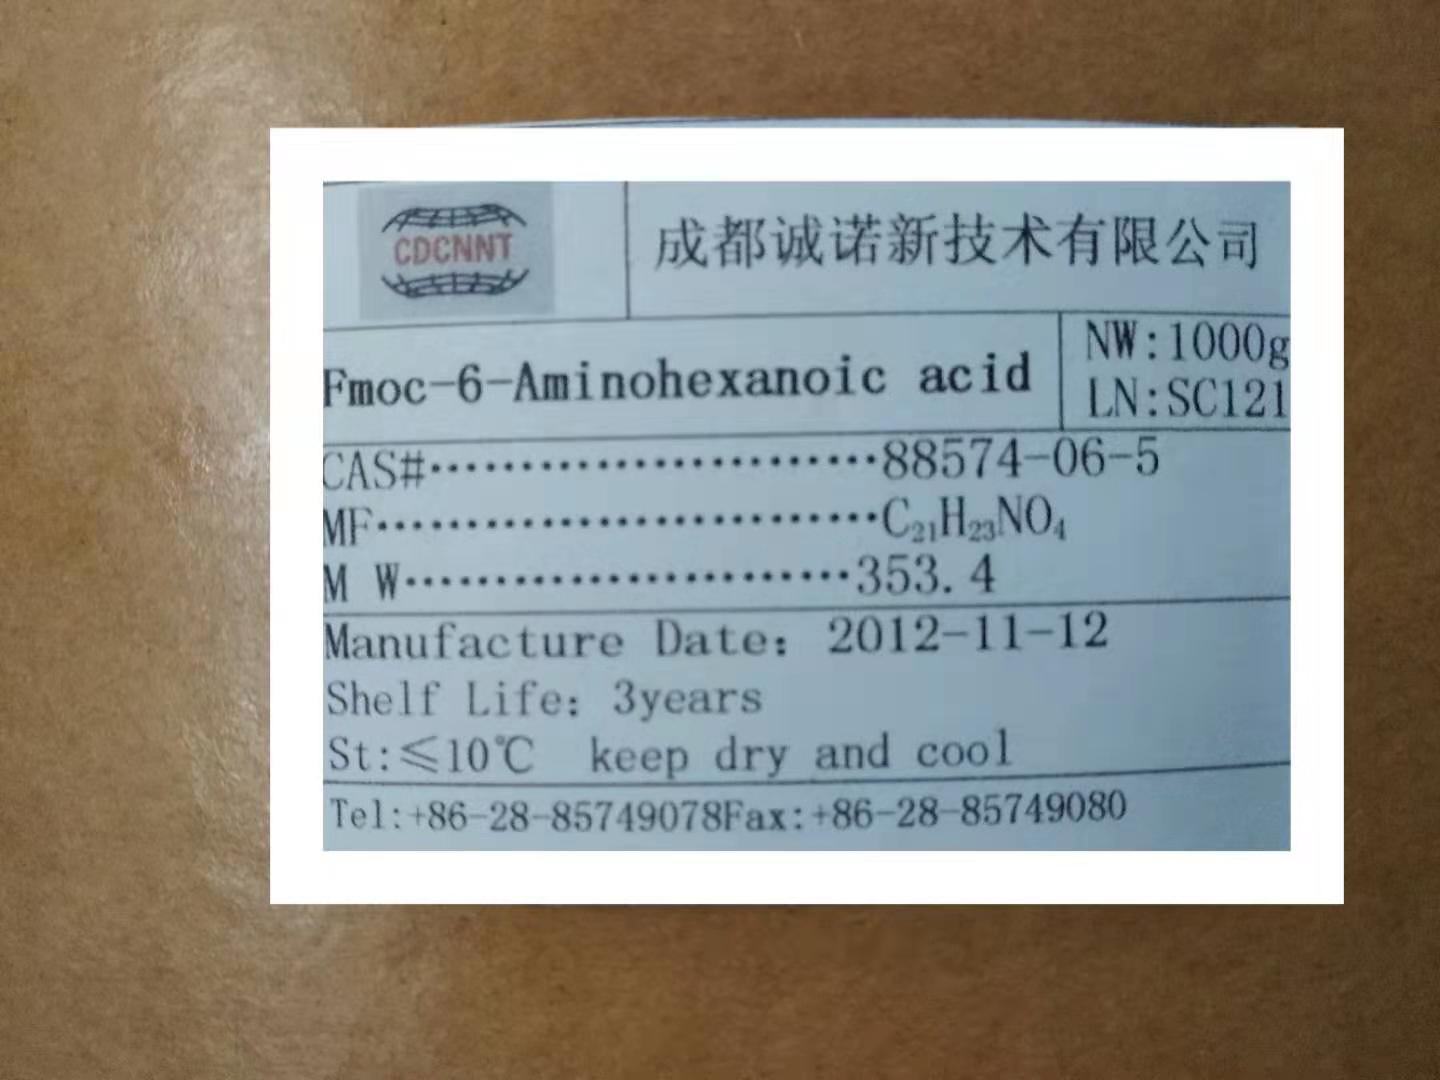 CDCNNT
成都诚诺新技术有限公司
Fmoc-6-Aminohexanoic acid
NW:1000g
LN:SC121
CAS#························88574-06-5
MF···························C₂₁H₂₃NO₄
M W························353.4
Manufacture Date: 2012-11-12
Shelf Life: 3years
St:≤10℃ keep dry and cool
Tel:+86-28-85749078Fax:+86-28-85749080